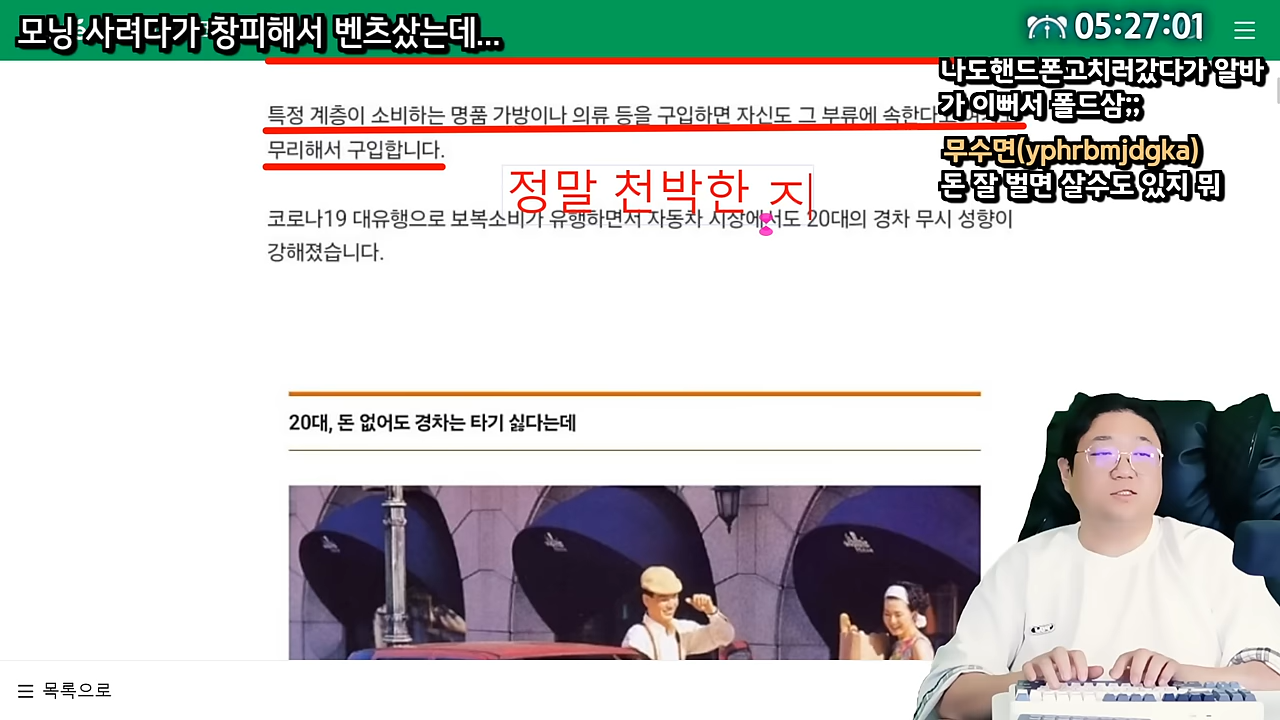 모닝 사려다가 창피해서 벤츠샀는데...
05:27:01
나도핸드폰고치러갔다가 알바
가 이뻐서 폴드삼;;
무수면(yphrbmjdgka)
돈 잘 벌면 살수도 있지 뭐
특정 계층이 소비하는 명품 가방이나 의류 등을 구입하면 자신도 그 부류에 속한다고
무리해서 구입합니다.
정말 천박한 지
코로나19 대유행으로 보복소비가 유행하면서 자동차 시장에서도 20대의 경차 무시 성향이
강해졌습니다.
20대, 돈 없어도 경차는 타기 싫다는데
목록으로